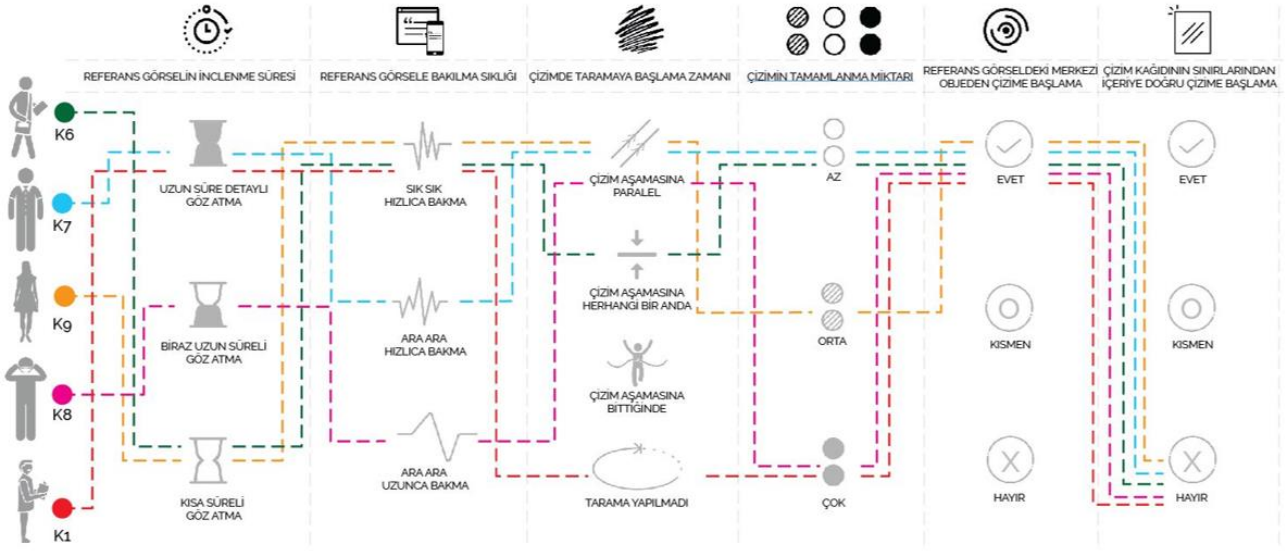 REFERANS GÖRSELİN İNCLENME SÜRESİ
REFERANS GÖRSELE BAKILMA SIKLIĞI
ÇİZİMDE TARAMAYA BAŞLAMA ZAMANI
ÇİZİMİN TAMAMLANMA MİKTARI
REFERANS GÖRSELDEKİ MERKEZİ
OBJEDEN ÇİZİME BAŞLAMA
ÇİZİM KAĞIDININ SINIRLARINDAN
İÇERİYE DOĞRU ÇİZİME BAŞLAMA
K6
K7
K9
K8
K1
UZUN SÜRE DETAYLI
GÖZ ATMA
BİRAZ UZUN SÜRELİ
GÖZ ATMA
KISA SÜRELİ
GÖZ ATMA
SIK SIK
HIZLICA BAKMA
ARA ARA
HIZLICA BAKMA
ARA ARA
UZUNCA BAKMA
ÇİZİM AŞAMASINA
PARALEL
ÇİZİM AŞAMASINA
HERHANGİ BİR ANDA
ÇİZİM AŞAMASINA
BİTTİĞİNDE
TARAMA YAPILMADI
AZ
ORTA
ÇOK
EVET
KISMEN
HAYIR
EVET
KISMEN
HAYIR